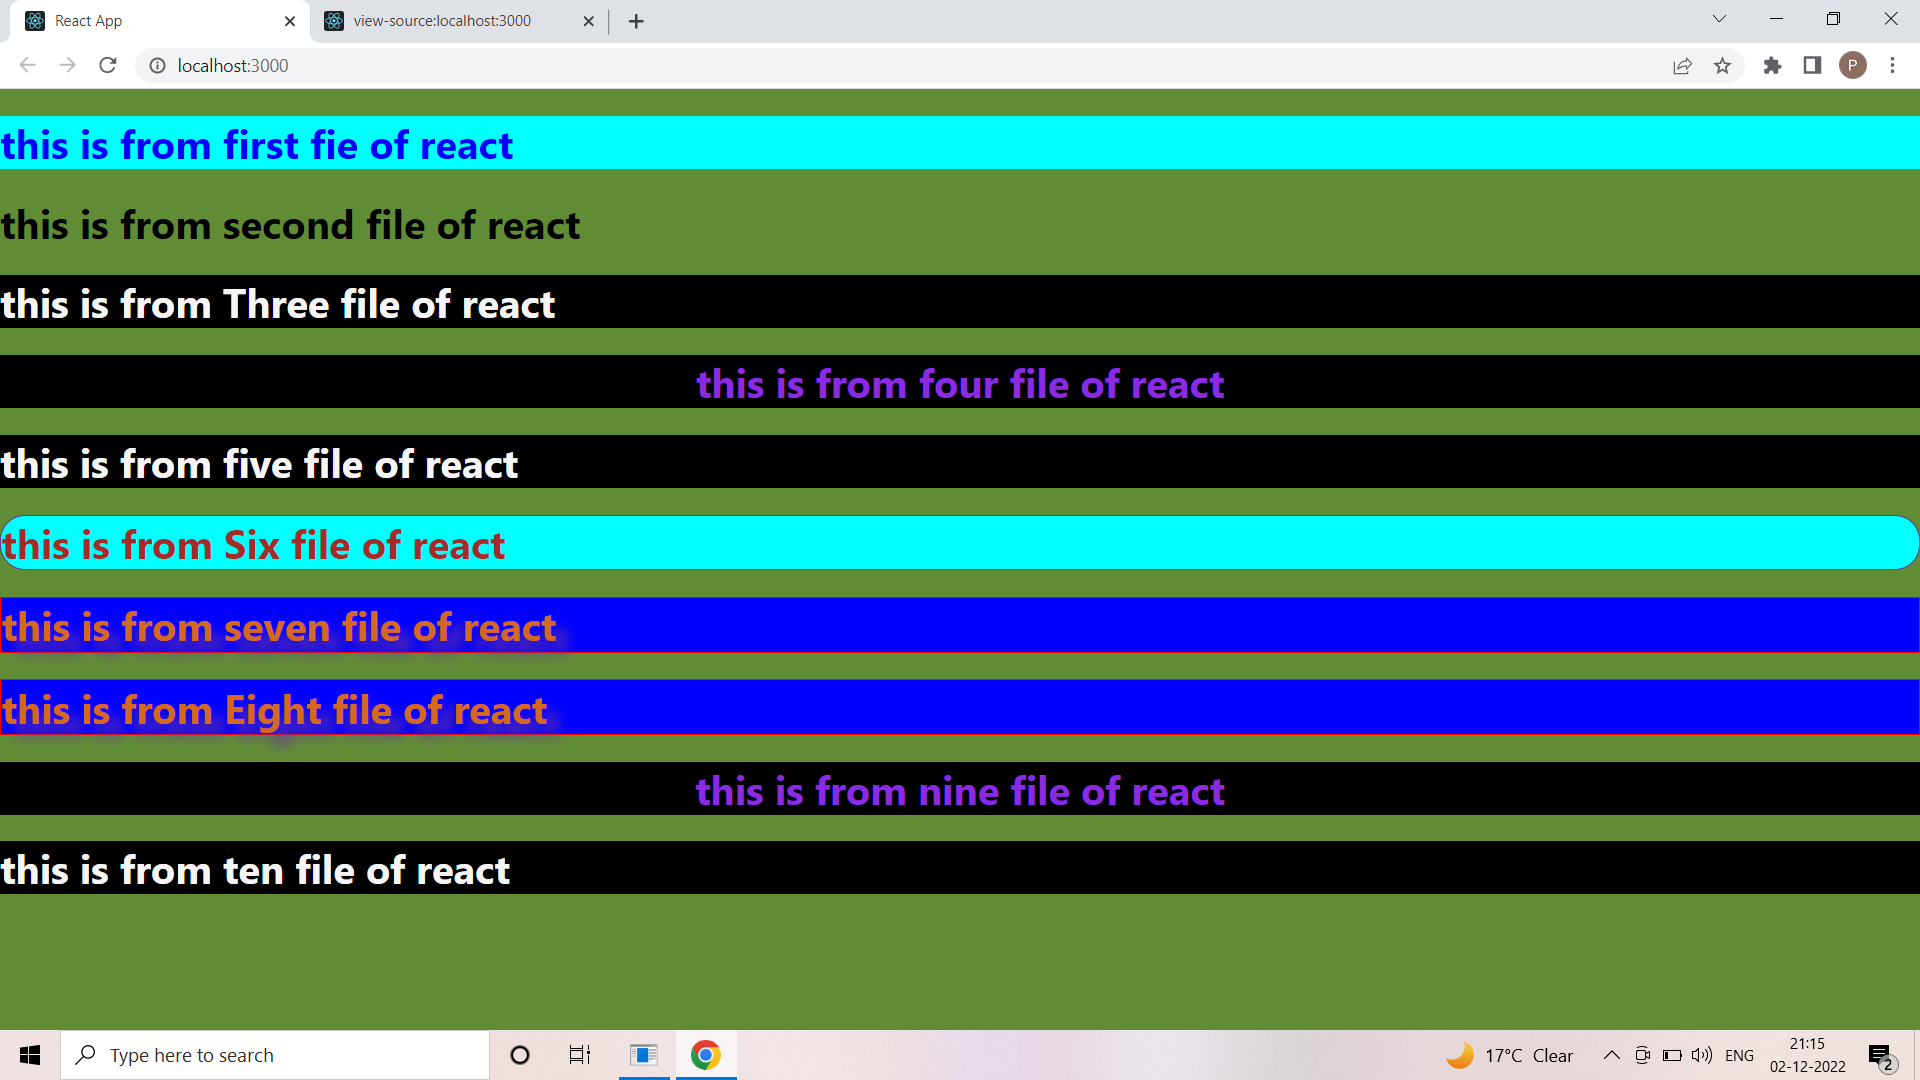 React App
view-source:localhost:3000
localhost:3000
P
this is from first fie of react
this is from second file of react
this is from Three file of react
this is from four file of react
this is from five file of react
this is from Six file of react
this is from seven file of react
this is from Eight file of react
this is from nine file of react
this is from ten file of react
Type here to search
17°C Clear
ENG
21:15
02-12-2022
2